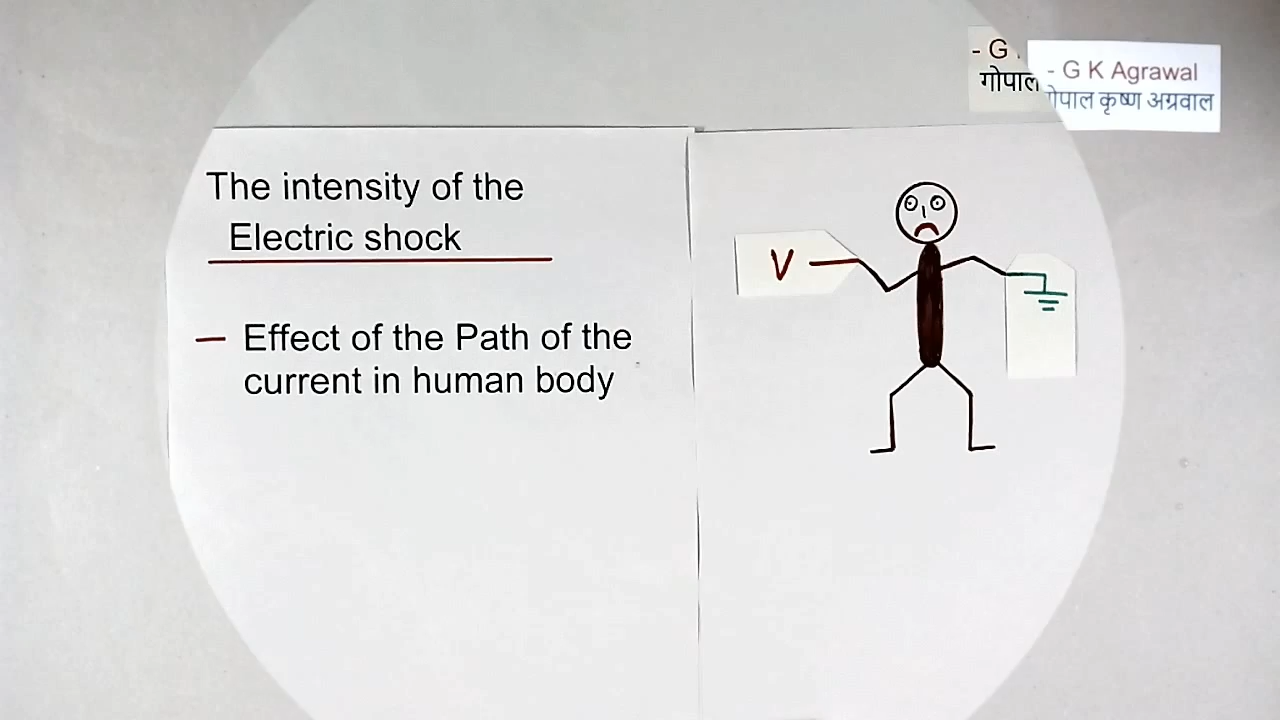 - G
गोपाल
- G K Agrawal
गोपाल कृष्ण अग्रवाल
The intensity of the
Electric shock
— Effect of the Path of the
current in human body
V